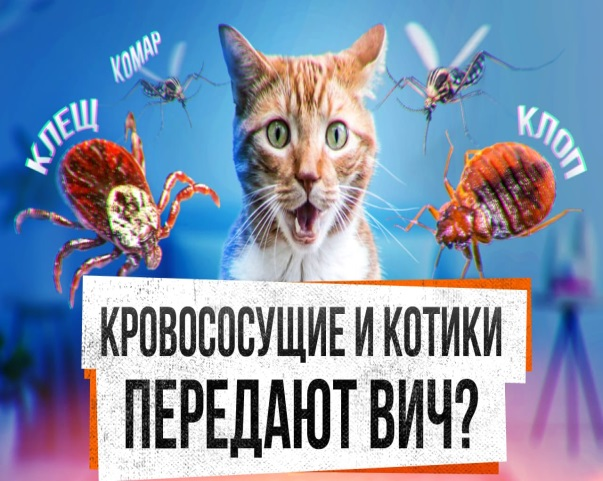 КОМАР
КЛЕЩ
КЛОП
КРОВОСОСУЩИЕ И КОТИКИ
ПЕРЕДАЮТ ВИЧ?